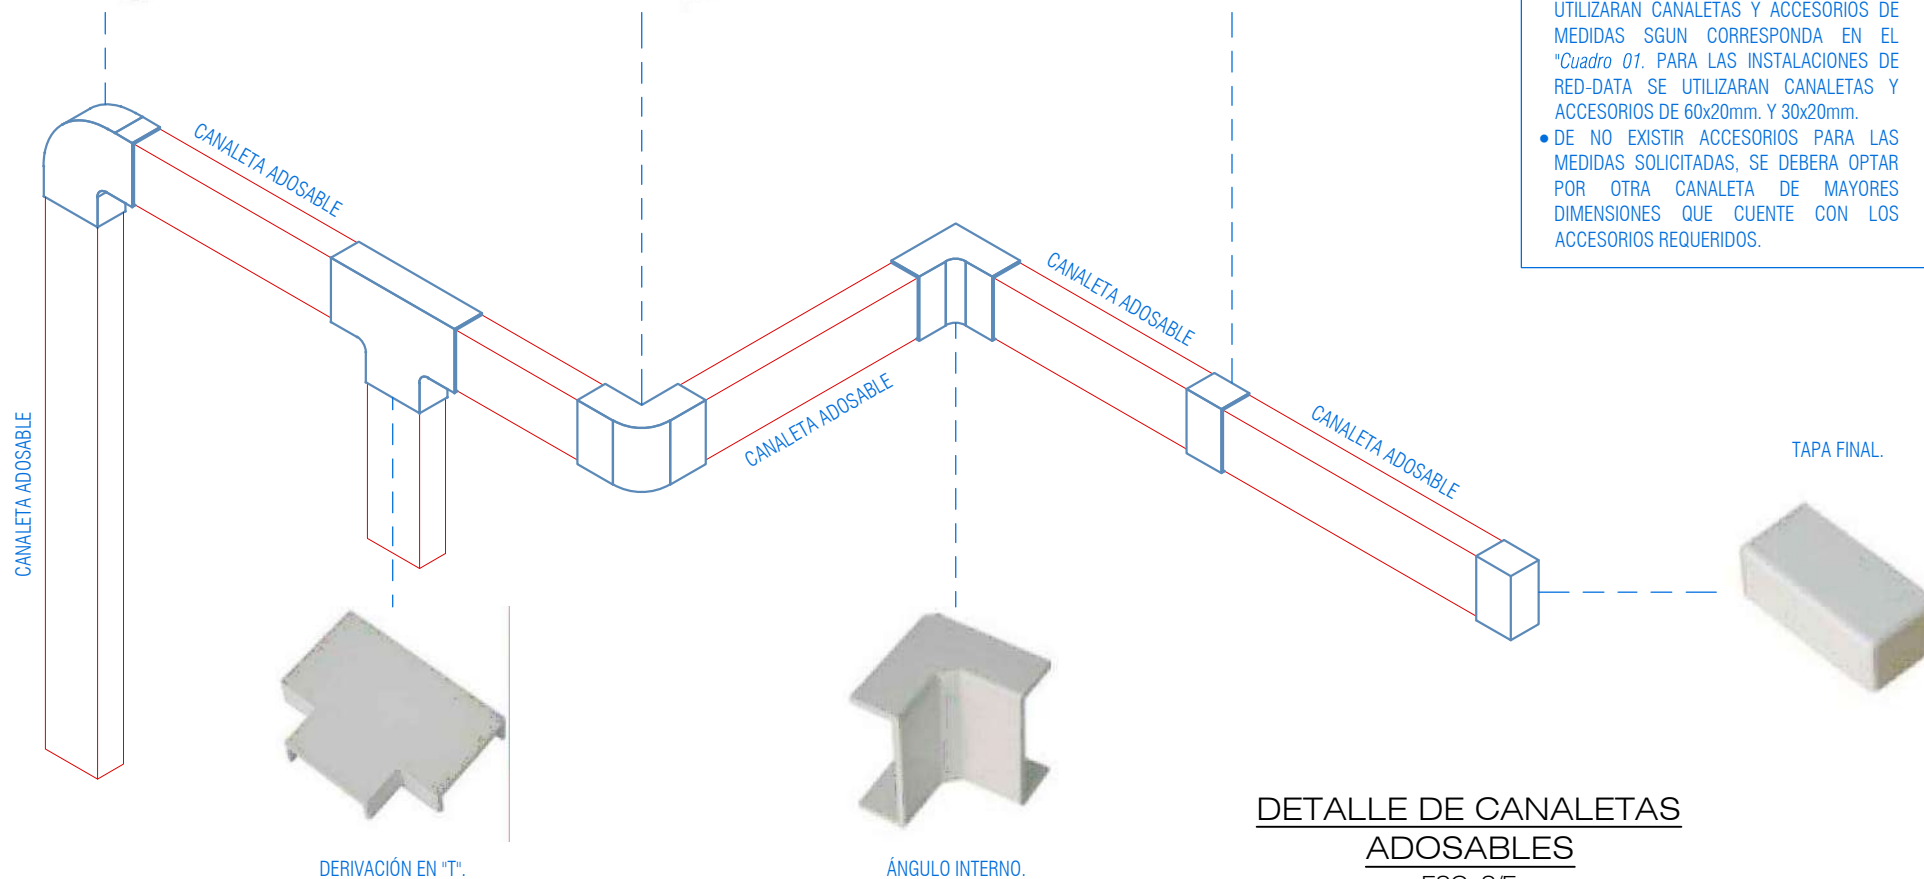 UTILIZARAN CANALETAS Y ACCESORIOS DE
MEDIDAS SGUN CORRESPONDA EN EL
"Cuadro 01. PARA LAS INSTALACIONES DE
RED-DATA SE UTILIZARAN CANALETAS Y
ACCESORIOS DE 60x20mm. Y 30x20mm.
• DE NO EXISTIR ACCESORIOS PARA LAS
MEDIDAS SOLICITADAS, SE DEBERA OPTAR
POR OTRA CANALETA DE MAYORES
DIMENSIONES QUE CUENTE CON LOS
ACCESORIOS REQUERIDOS.
CANALETA ADOSABLE
CANALETA ADOSABLE
CANALETA ADOSABLE
CANALETA ADOSABLE
CANALETA ADOSABLE
TAPA FINAL.
DERIVACIÓN EN "T".
ÁNGULO INTERNO.
DETALLE DE CANALETAS
ADOSABLES